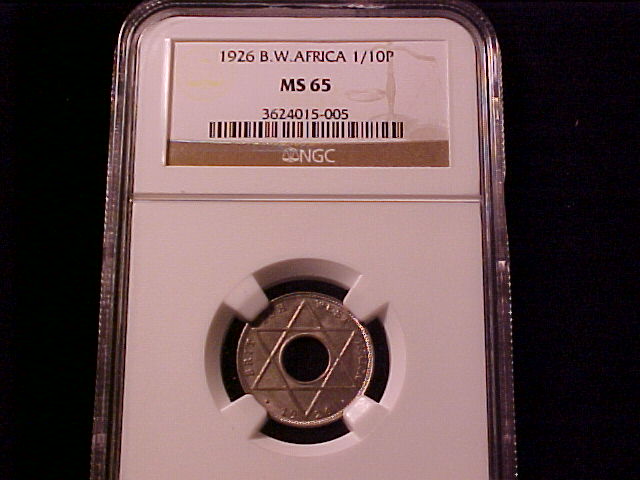 1926 B.W.AFRICA 1/10P
MS 65
3624015-005
NGC